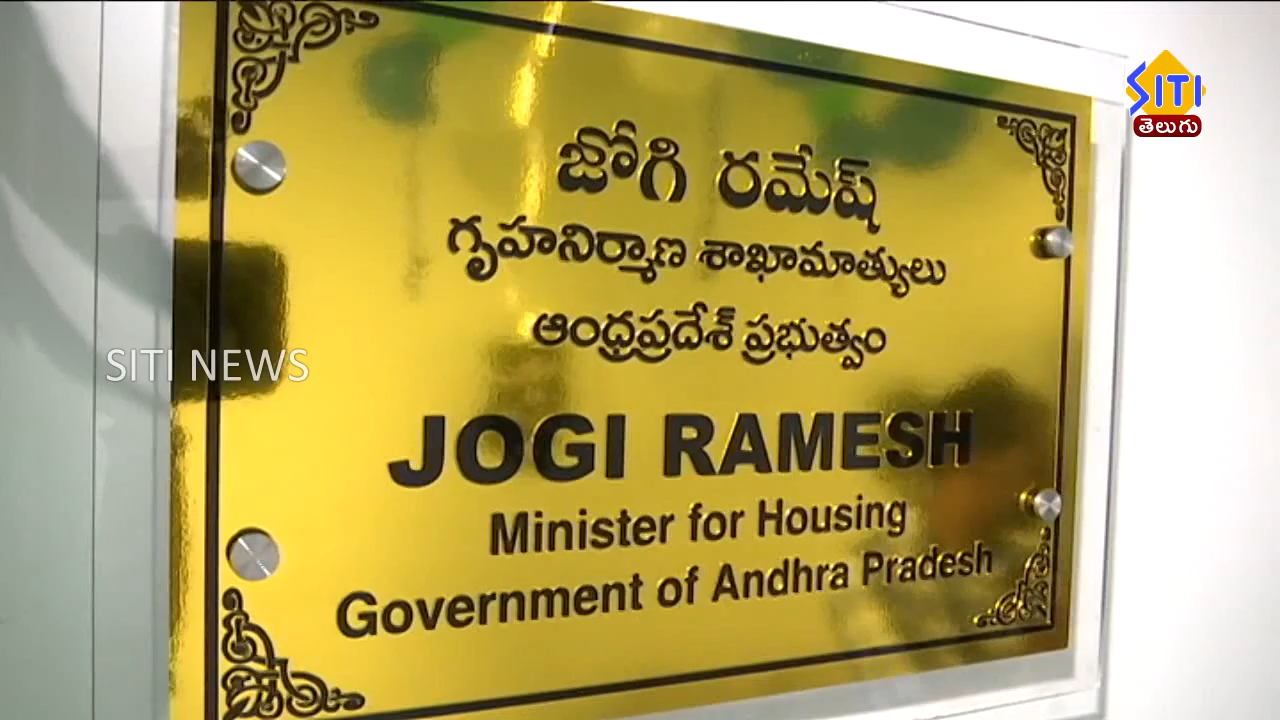 SITI
తెలుగు
జోగి రమేష్
గృహనిర్మాణ శాఖామాత్యులు
ఆంధ్రప్రదేశ్ ప్రభుత్వం
SITI NEWS
JOGI RAMESH
Minister for Housing
Government of Andhra Pradesh